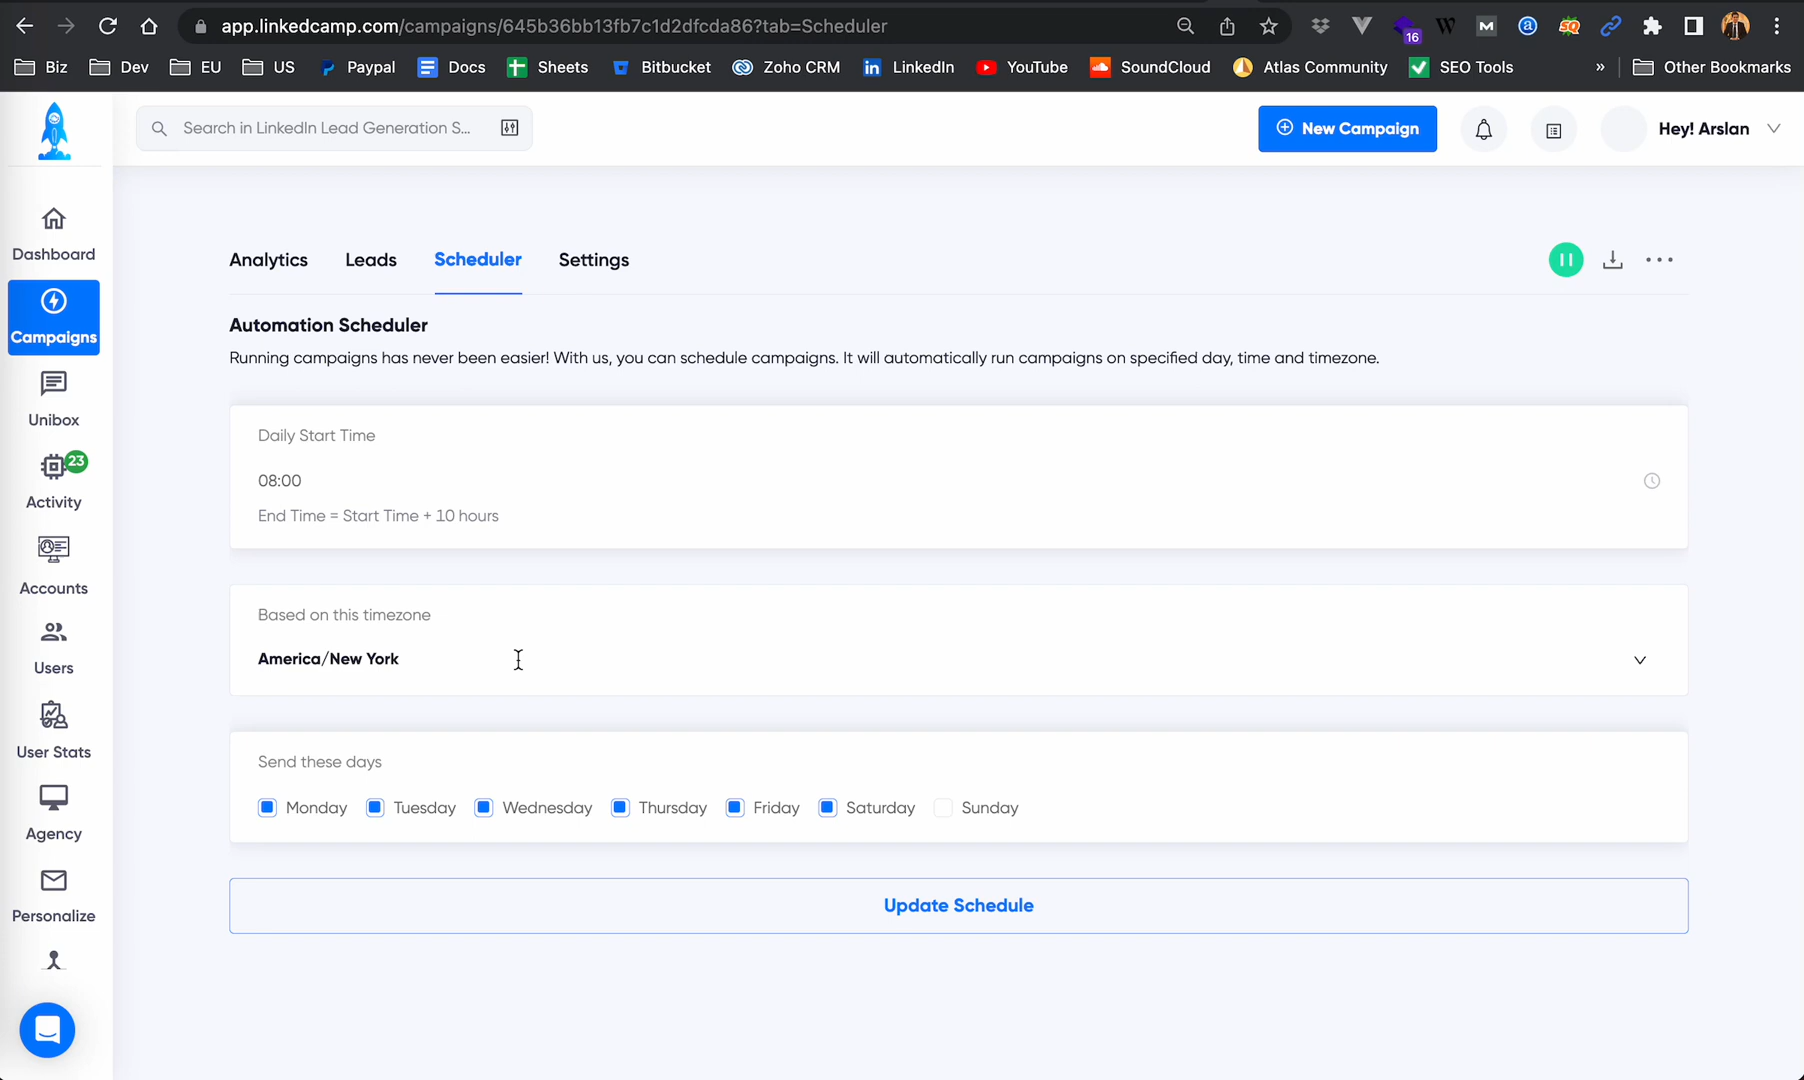 app.linkedcamp.com/campaigns/645b36bb13fb7c1d2dfcda86?tab=Scheduler
16
Biz Dev EU US Paypal Docs Sheets Bitbucket Zoho CRM LinkedIn YouTube SoundCloud Atlas Community SEO Tools » Other Bookmarks
Search in LinkedIn Lead Generation S...
New Campaign
Hey! Arslan
Dashboard
Campaigns
Unibox
23
Activity
Accounts
Users
User Stats
Agency
Personalize
Analytics Leads Scheduler Settings
Automation Scheduler
Running campaigns has never been easier! With us, you can schedule campaigns. It will automatically run campaigns on specified day, time and timezone.
Daily Start Time
08:00
End Time = Start Time + 10 hours
Based on this timezone
America/New York
Send these days
Monday Tuesday Wednesday Thursday Friday Saturday Sunday
Update Schedule